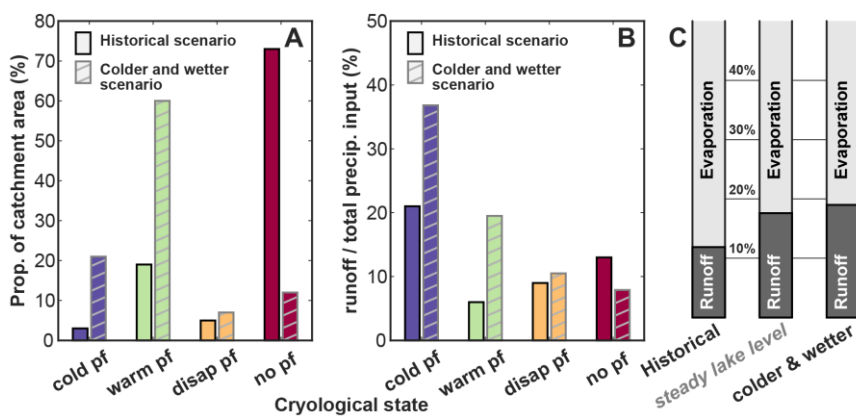 A
Prop. of catchment area (%)
80
70
60
50
40
30
20
10
0
Historical scenario
Colder and wetter
scenario
cold pf
warm pf
disap pf
no pf
B
runoff / total precip. input (%)
50
40
30
20
10
0
Historical scenario
Colder and wetter
scenario
cold pf
warm pf
disap pf
no pf
Cryological state
C
40%
30%
20%
10%
Evaporation
Runoff
Evaporation
Runoff
Evaporation
Runoff
Historical
steady lake level
colder & wetter